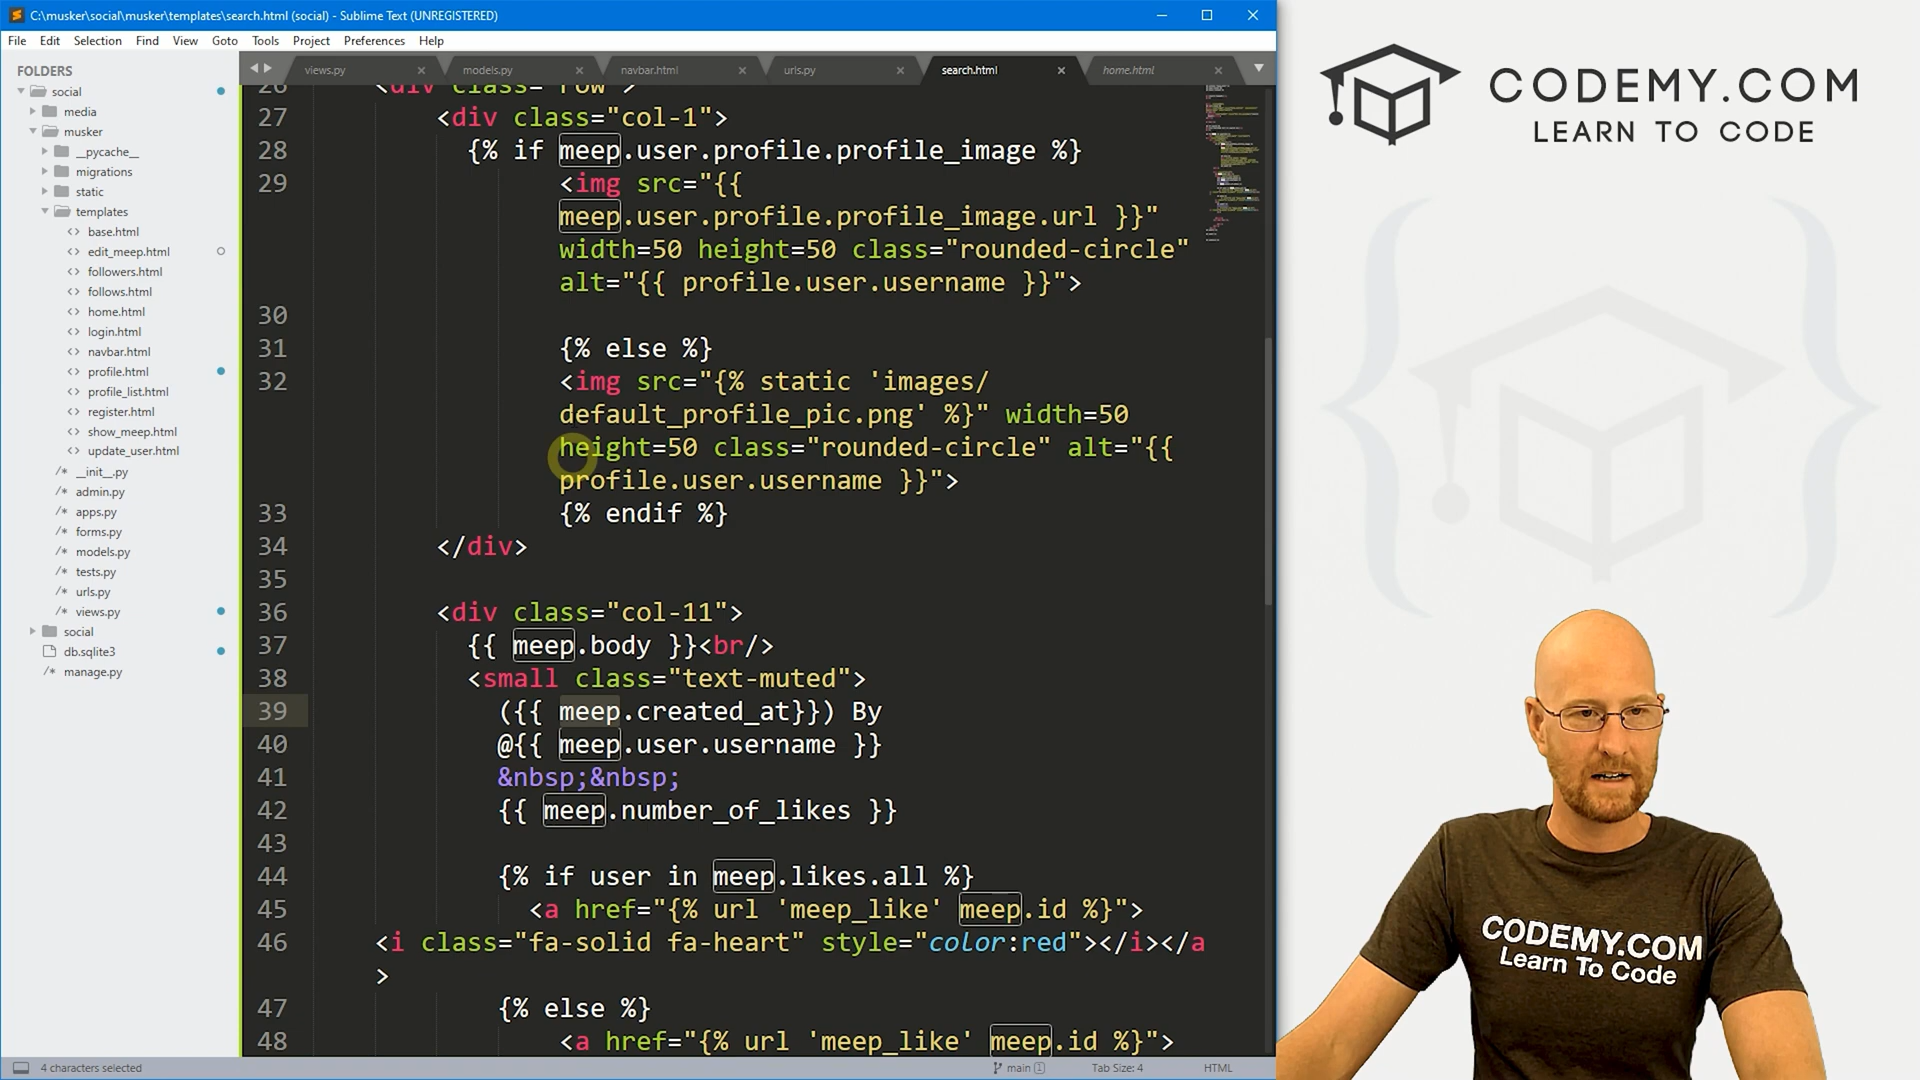 C:\musker\social\musker\templates\search.html (social) - Sublime Text (UNREGISTERED)
File Edit Selection Find View Goto Tools Project Preferences Help
FOLDERS
social
media
musker
__pycache__
migrations
static
templates
base.html
edit_meep.html
followers.html
follows.html
home.html
login.html
navbar.html
profile.html
profile_list.html
register.html
show_meep.html
update_user.html
__init__.py
admin.py
apps.py
forms.py
models.py
tests.py
urls.py
views.py
social
db.sqlite3
manage.py
views.py models.py navbar.html urls.py search.html home.html
26 <div class="row">
27 <div class="col-1">
28 {% if meep.user.profile.profile_image %}
29 <img src="{{
meep.user.profile.profile_image.url }}"
width=50 height=50 class="rounded-circle"
alt="{{ profile.user.username }}">
30
31 {% else %}
32 <img src="{% static 'images/
default_profile_pic.png' %}" width=50
height=50 class="rounded-circle" alt="{{
profile.user.username }}">
33 {% endif %}
34 </div>
35
36 <div class="col-11">
37 {{ meep.body }}<br/>
38 <small class="text-muted">
39 ({{ meep.created_at}}) By
40 @{{ meep.user.username }}
41 &nbsp;&nbsp;
42 {{ meep.number_of_likes }}
43
44 {% if user in meep.likes.all %}
45 <a href="{% url 'meep_like' meep.id %}">
46 <i class="fa-solid fa-heart" style="color:red"></i></a
>
47 {% else %}
48 <a href="{% url 'meep_like' meep.id %}">
4 characters selected
main 1
Tab Size: 4
HTML
CODEMY.COM
LEARN TO CODE
CODEMY.COM
Learn To Code